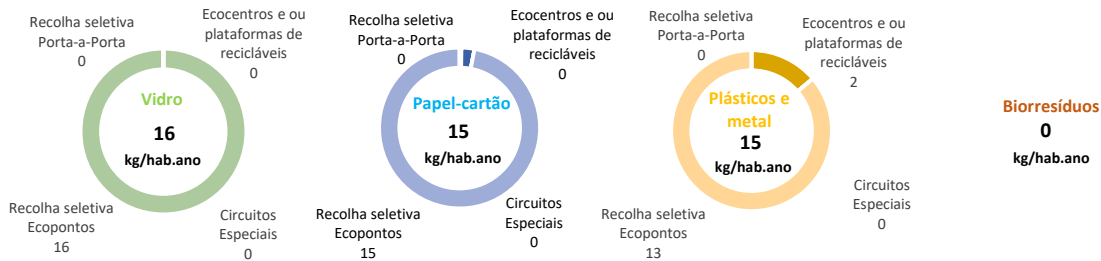 Recolha seletiva
Porta-a-Porta
0
Ecocentros e ou
plataformas de
recicláveis
0
Vidro
16
kg/hab.ano
Recolha seletiva
Ecopontos
16
Circuitos
Especiais
0
Recolha seletiva
Porta-a-Porta
0
Ecocentros e ou
plataformas de
recicláveis
0
Papel-cartão
15
kg/hab.ano
Recolha seletiva
Ecopontos
15
Circuitos
Especiais
0
Recolha seletiva
Porta-a-Porta
0
Ecocentros e ou
plataformas de
recicláveis
2
Plásticos e
metal
15
kg/hab.ano
Recolha seletiva
Ecopontos
13
Circuitos
Especiais
0
Biorresíduos
0
kg/hab.ano